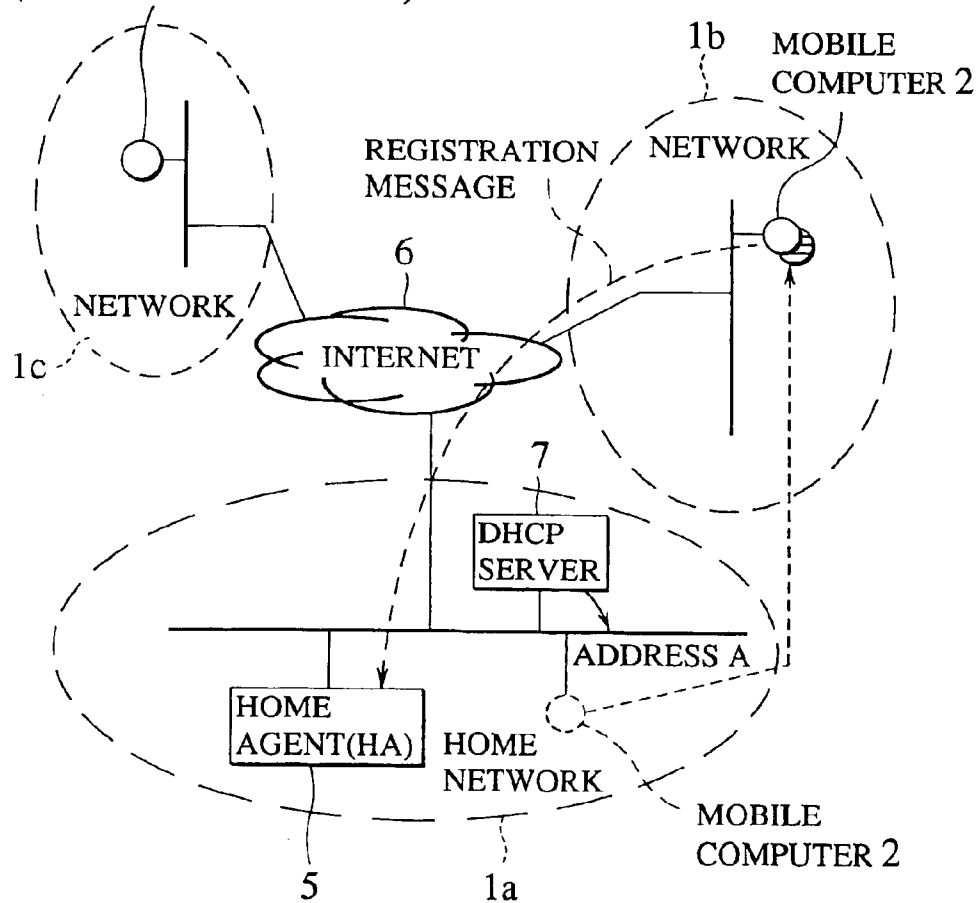 1b
MOBILE
COMPUTER 2
REGISTRATION
MESSAGE
NETWORK
6
NETWORK
INTERNET
1c
7
DHCP
SERVER
ADDRESS A
HOME
AGENT(HA)
HOME
NETWORK
MOBILE
COMPUTER 2
5
1a